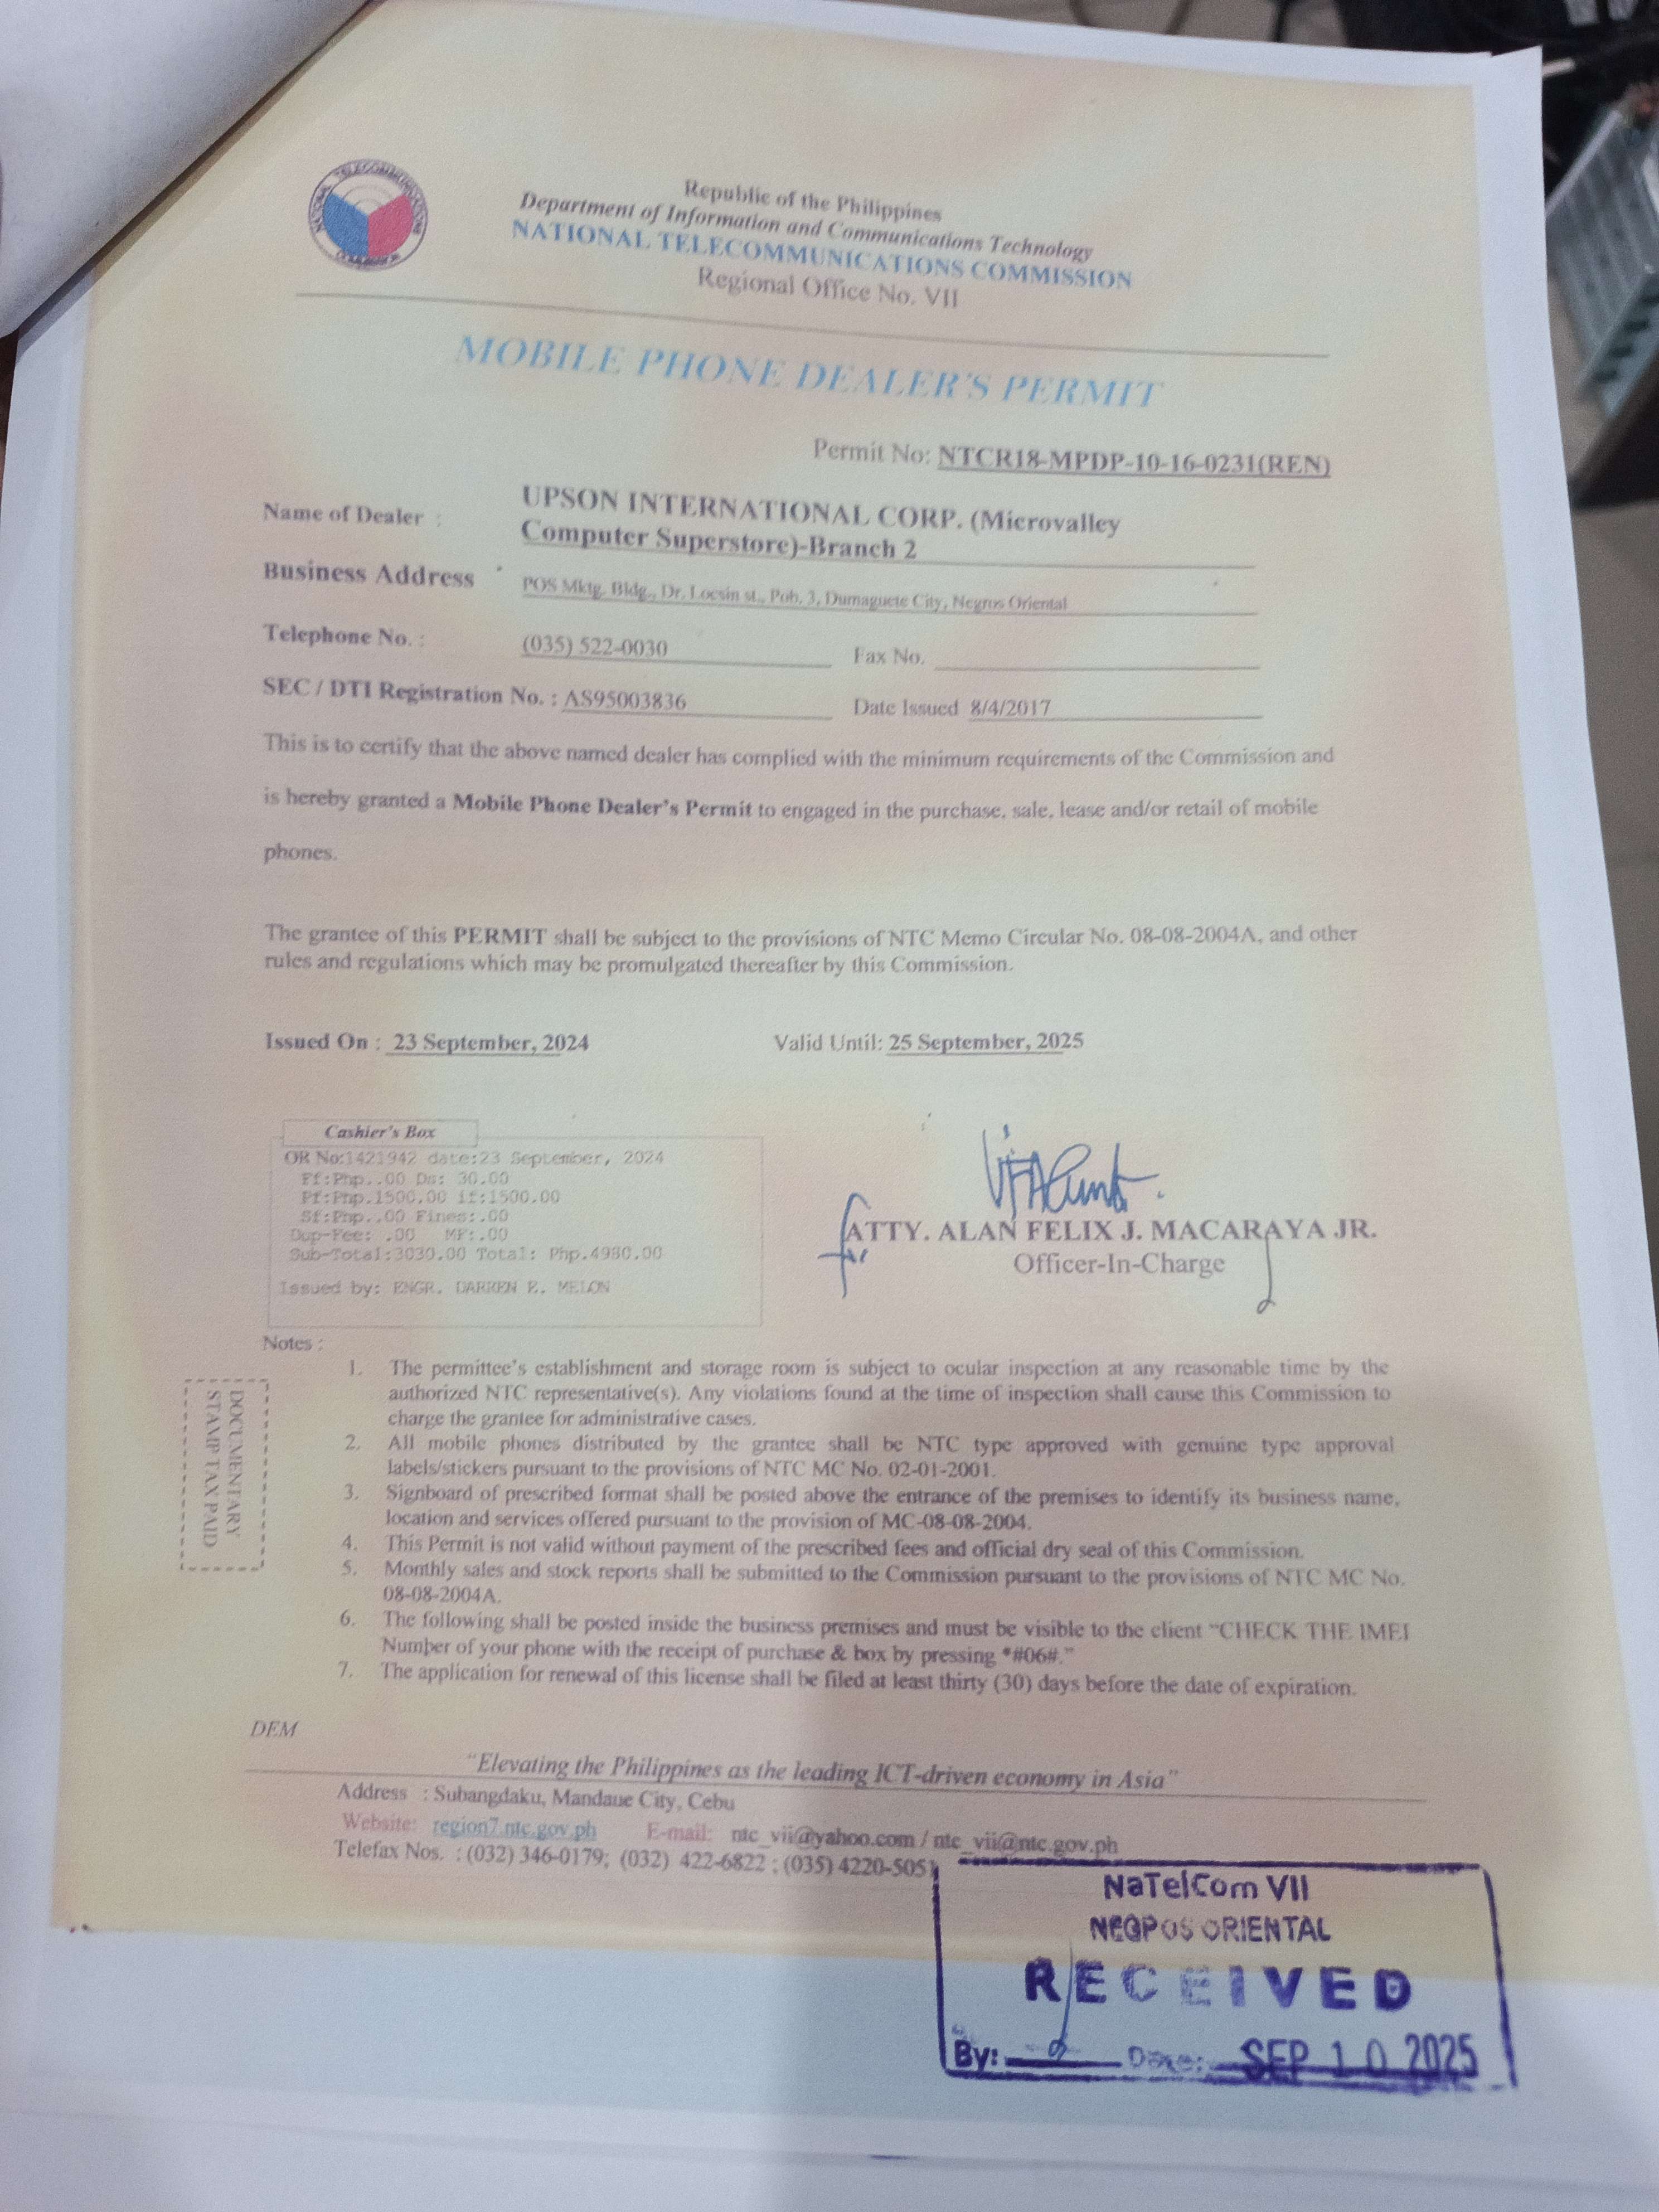 NATIONAL TELECOMMUNICATIONS COMMISSION
Republic of the Philippines
Department of Information and Communications Technology
NATIONAL TELECOMMUNICATIONS COMMISSION
Regional Office No. VII
MOBILE PHONE DEALER'S PERMIT
Permit No: NTCR18-MPDP-10-16-0231(REN)
Name of Dealer : UPSON INTERNATIONAL CORP. (Microvalley
Computer Superstore)-Branch 2
Business Address POS Mktg. Bldg., Dr. Locsin st., Pob. 3, Dumaguete City, Negros Oriental
Telephone No. : (035) 522-0030 Fax No.
SEC / DTI Registration No. : AS95003836 Date Issued 8/4/2017
This is to certify that the above named dealer has complied with the minimum requirements of the Commission and
is hereby granted a Mobile Phone Dealer's Permit to engaged in the purchase, sale, lease and/or retail of mobile
phones.
The grantee of this PERMIT shall be subject to the provisions of NTC Memo Circular No. 08-08-2004A, and other
rules and regulations which may be promulgated thereafter by this Commission.
Issued On : 23 September, 2024 Valid Until: 25 September, 2025
Cashier's Box
OR No:1421942 date:23 September, 2024
Ff:Php..00 Ds: 30.00
Pf:Php.1500.00 if:1500.00
Sf:Php..00 Fines:.00
Dup-Fee: .00 MF:.00
Sub-Total:3030.00 Total: Php.4980.00
Issued by: ENGR. DARREN E. MELON
for
ATTY. ALAN FELIX J. MACARAYA JR.
Officer-In-Charge
Notes :
1. The permittee's establishment and storage room is subject to ocular inspection at any reasonable time by the
authorized NTC representative(s). Any violations found at the time of inspection shall cause this Commission to
charge the grantee for administrative cases.
2. All mobile phones distributed by the grantee shall be NTC type approved with genuine type approval
labels/stickers pursuant to the provisions of NTC MC No. 02-01-2001.
3. Signboard of prescribed format shall be posted above the entrance of the premises to identify its business name,
location and services offered pursuant to the provision of MC-08-08-2004.
4. This Permit is not valid without payment of the prescribed fees and official dry seal of this Commission.
5. Monthly sales and stock reports shall be submitted to the Commission pursuant to the provisions of NTC MC No.
08-08-2004A.
6. The following shall be posted inside the business premises and must be visible to the client "CHECK THE IMEI
Number of your phone with the receipt of purchase & box by pressing *#06#."
7. The application for renewal of this license shall be filed at least thirty (30) days before the date of expiration.
DOCUMENTARY
STAMP TAX PAID
DEM
"Elevating the Philippines as the leading ICT-driven economy in Asia"
Address : Subangdaku, Mandaue City, Cebu
Website: region7.ntc.gov.ph E-mail: ntc_vii@yahoo.com / ntc_vii@ntc.gov.ph
Telefax Nos. : (032) 346-0179; (032) 422-6822 ; (035) 4220-5051
NaTelCom VII
NEGROS ORIENTAL
RECEIVED
By: Date: SEP 10 2025